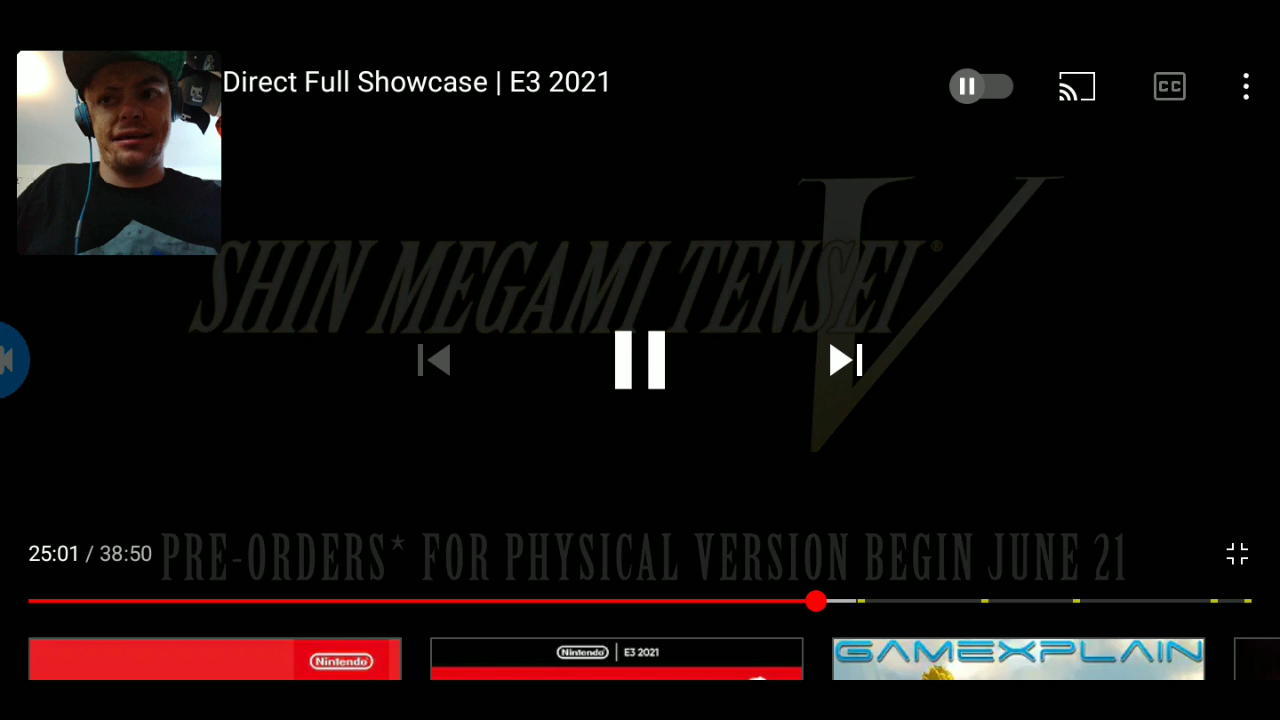 Direct Full Showcase | E3 2021
CC
SHIN MEGAMI TENSEI V
25:01 / 38:50
PRE-ORDERS* FOR PHYSICAL VERSION BEGIN JUNE 21
Nintendo
Nintendo | E3 2021
GAMEXPLAIN